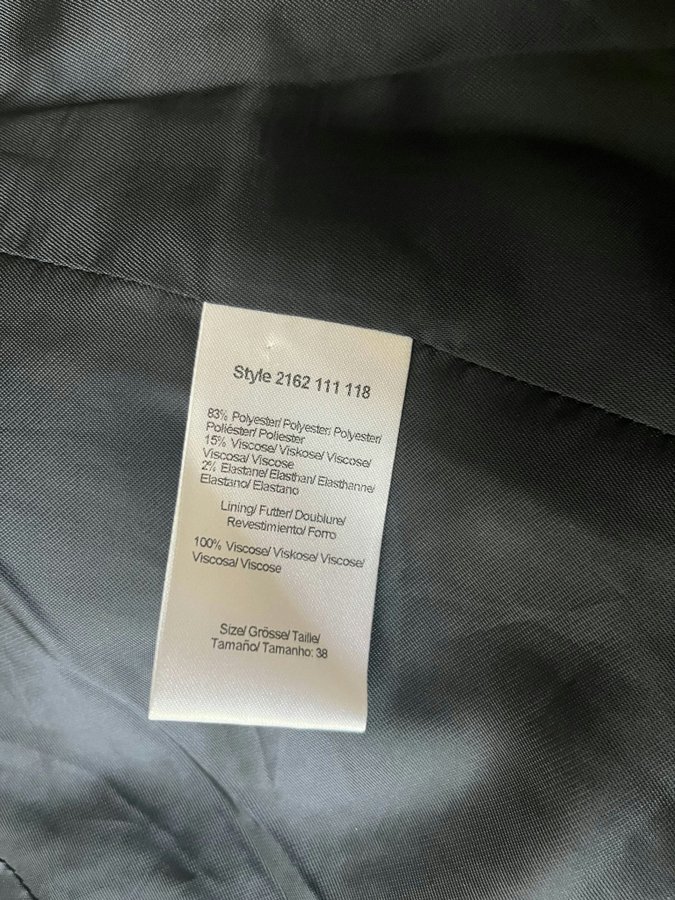 Style 2162 111 118
83% Polyester/ Polyester/ Polyester/
Poliéster/ Poliester
15% Viscose/ Viskose/ Viscose/
Viscosa/ Viscose
2% Elastane/ Elasthan/ Elasthanne/
Elastano/ Elastano
Lining/ Futter/ Doublure/
Revestimiento/ Forro
100% Viscose/ Viskose/ Viscose/
Viscosa/ Viscose
Size/ Grösse/ Taille/
Tamaño/ Tamanho: 38